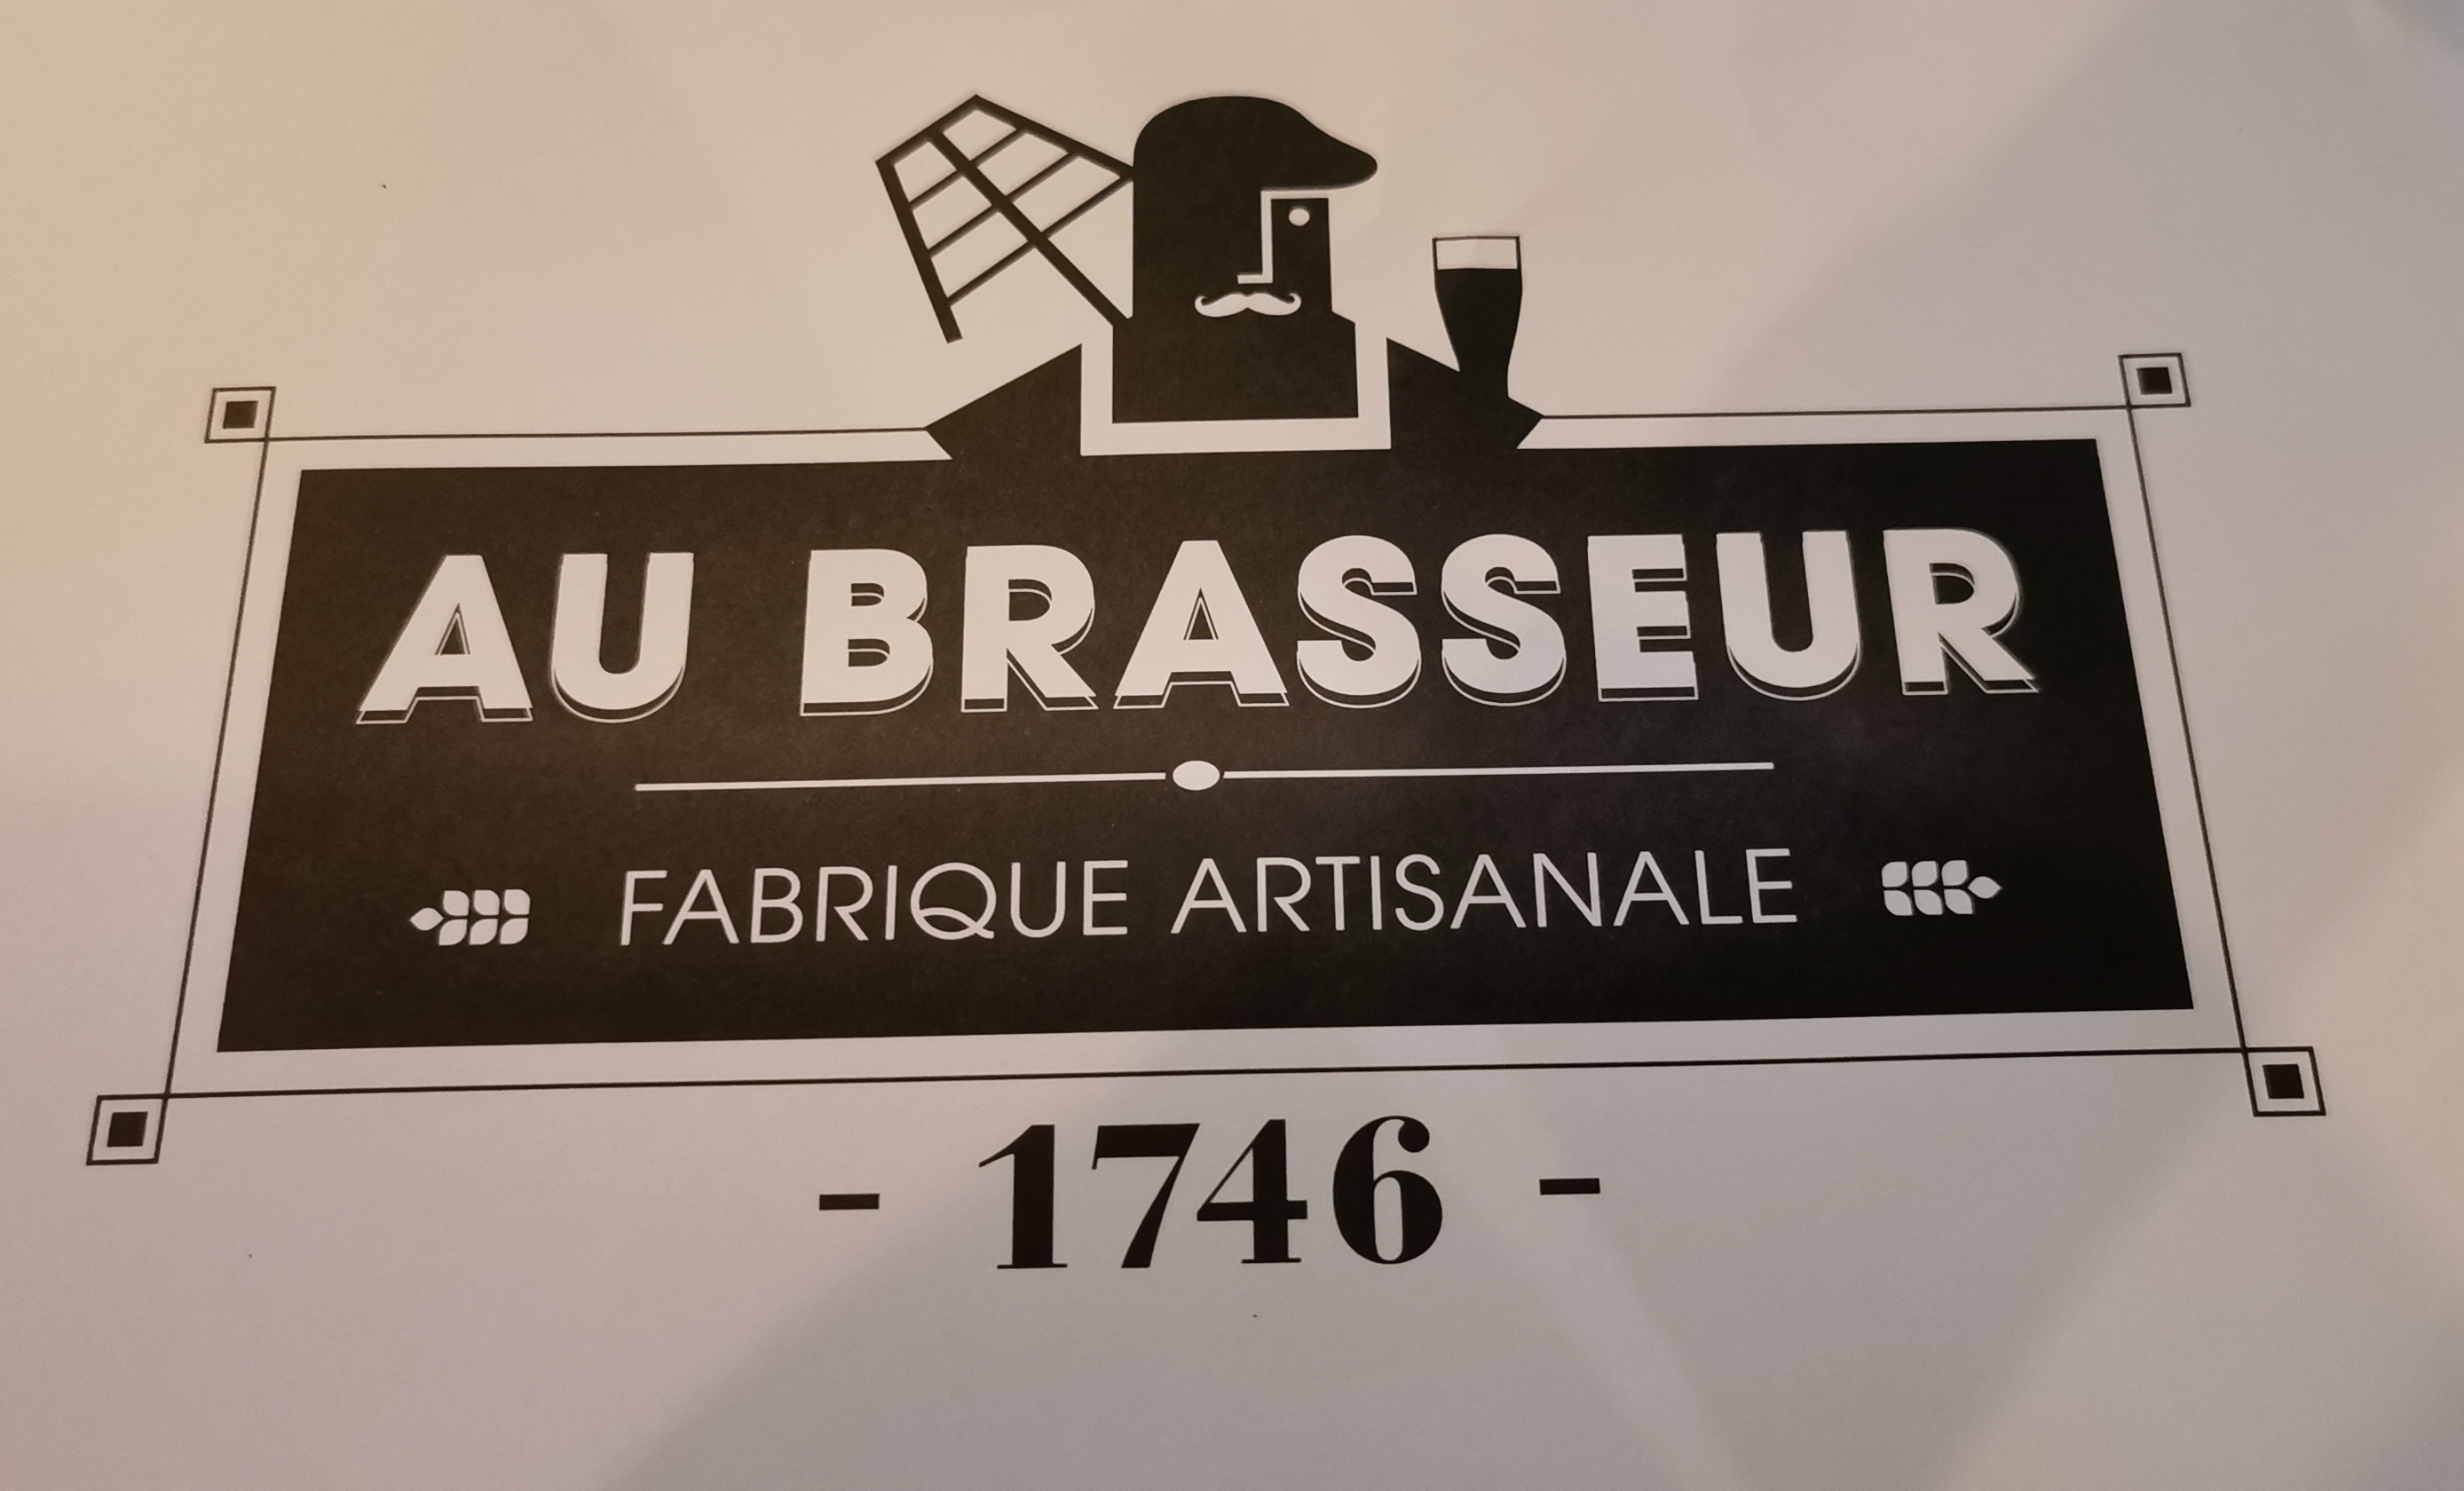 AU BRASSEUR
FABRIQUE ARTISANALE
- 1746 -